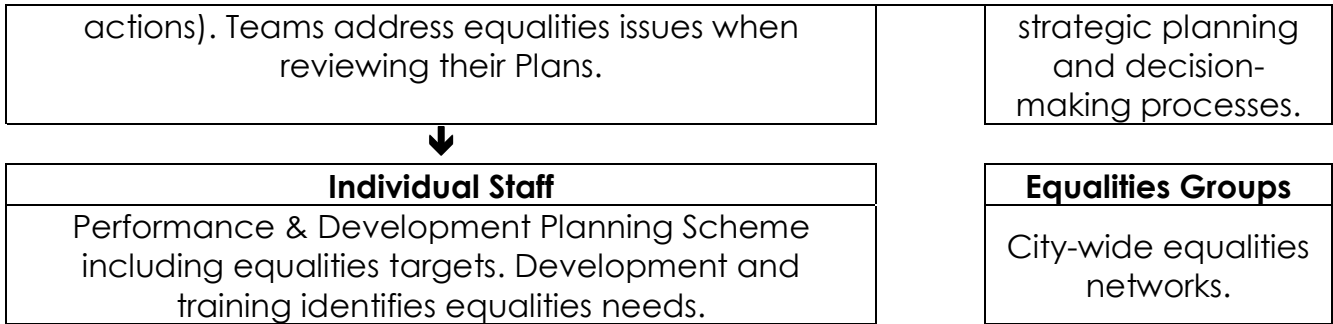 actions). Teams address equalities issues when
reviewing their Plans.
strategic planning
and decision-
making processes.
Individual Staff
Performance & Development Planning Scheme
including equalities targets. Development and
training identifies equalities needs.
Equalities Groups
City-wide equalities
networks.